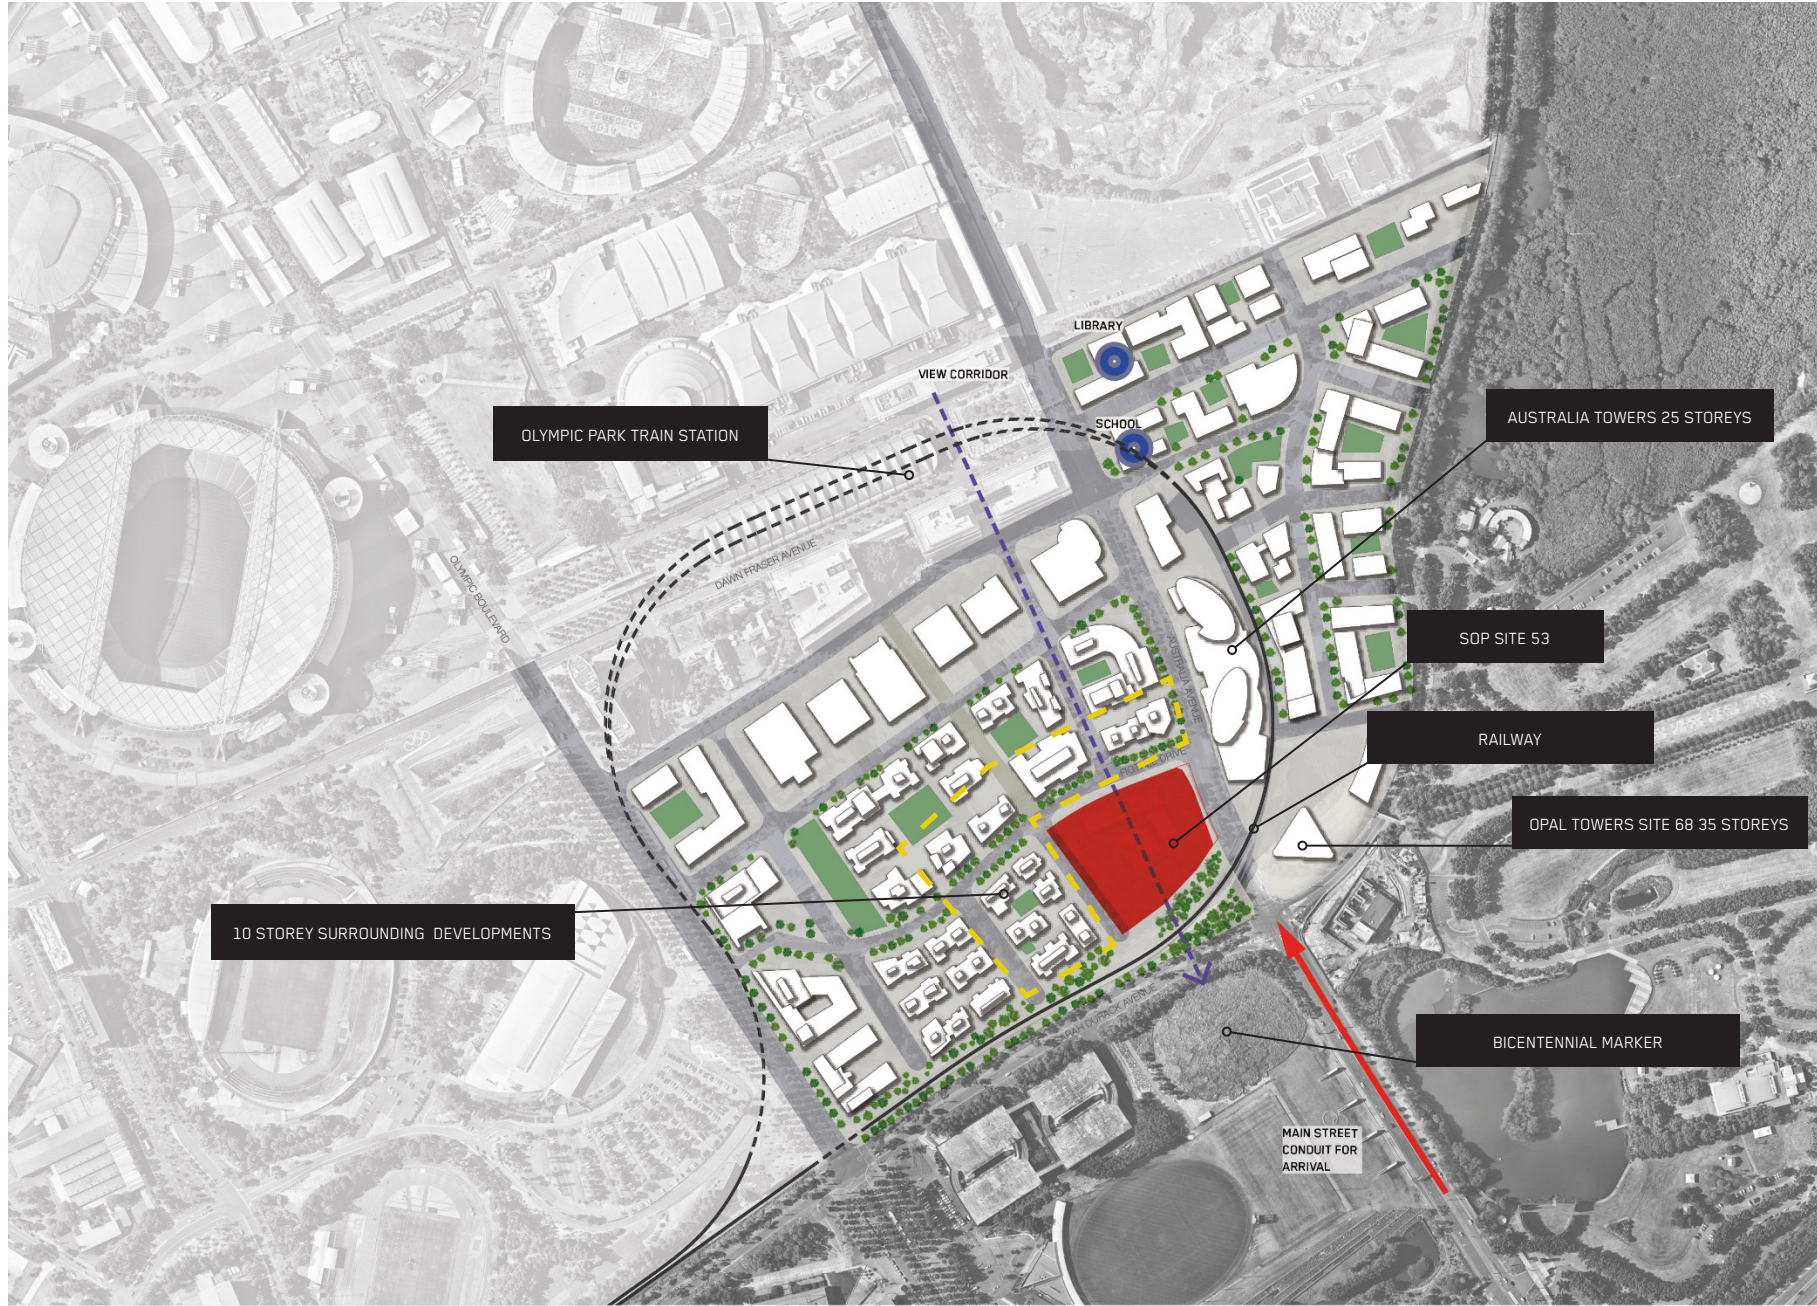 LIBRARY
VIEW CORRIDOR
SCHOOL
AUSTRALIA TOWERS 25 STOREYS
OLYMPIC PARK TRAIN STATION
DAWN FRASER AVENUE
OLYMPIC BOULEVARD
SOP SITE 53
AUSTRALIA AVENUE
RAILWAY
DRIVE
OPAL TOWERS SITE 68 35 STOREYS
10 STOREY SURROUNDING DEVELOPMENTS
AVENUE
BICENTENNIAL MARKER
MAIN STREET
CONDUIT FOR
ARRIVAL